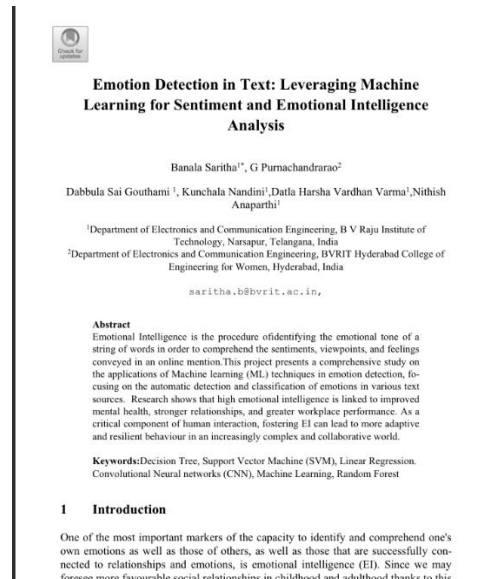 Check for
updates
Emotion Detection in Text: Leveraging Machine
Learning for Sentiment and Emotional Intelligence
Analysis
Banala Saritha1*, G Purnachandrarao2
Dabbula Sai Gouthami 1, Kunchala Nandini1,Datla Harsha Vardhan Varma1,Nithish
Anaparthi1
1Department of Electronics and Communication Engineering, B V Raju Institute of
Technology, Narsapur, Telangana, India
2Department of Electronics and Communication Engineering, BVRIT Hyderabad College of
Engineering for Women, Hyderabad, India
saritha.b@bvrit.ac.in,
Abstract
Emotional Intelligence is the procedure ofidentifying the emotional tone of a
string of words in order to comprehend the sentiments, viewpoints, and feelings
conveyed in an online mention.This project presents a comprehensive study on
the applications of Machine learning (ML) techniques in emotion detection, fo-
cusing on the automatic detection and classification of emotions in various text
sources. Research shows that high emotional intelligence is linked to improved
mental health, stronger relationships, and greater workplace performance. As a
critical component of human interaction, fostering EI can lead to more adaptive
and resilient behaviour in an increasingly complex and collaborative world.
Keywords:Decision Tree, Support Vector Machine (SVM), Linear Regression.
Convolutional Neural networks (CNN), Machine Learning, Random Forest
1 Introduction
One of the most important markers of the capacity to identify and comprehend one's
own emotions as well as those of others, as well as those that are successfully con-
nected to relationships and emotions, is emotional intelligence (EI). Since we may
foresee more favourable social relationships in childhood and adulthood thanks to this